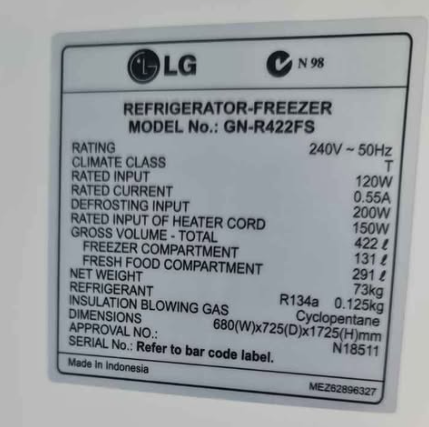 LG N 98
REFRIGERATOR-FREEZER
MODEL No.: GN-R422FS
RATING 240V ~ 50Hz
CLIMATE CLASS T
RATED INPUT 120W
RATED CURRENT 0.55A
DEFROSTING INPUT 200W
RATED INPUT OF HEATER CORD 150W
GROSS VOLUME - TOTAL 422 ℓ
FREEZER COMPARTMENT 131 ℓ
FRESH FOOD COMPARTMENT 291 ℓ
NET WEIGHT 73kg
REFRIGERANT R134a 0.125kg
INSULATION BLOWING GAS Cyclopentane
DIMENSIONS 680(W)x725(D)x1725(H)mm
APPROVAL NO.: N18511
SERIAL No.: Refer to bar code label.
Made in Indonesia
MEZ62896327